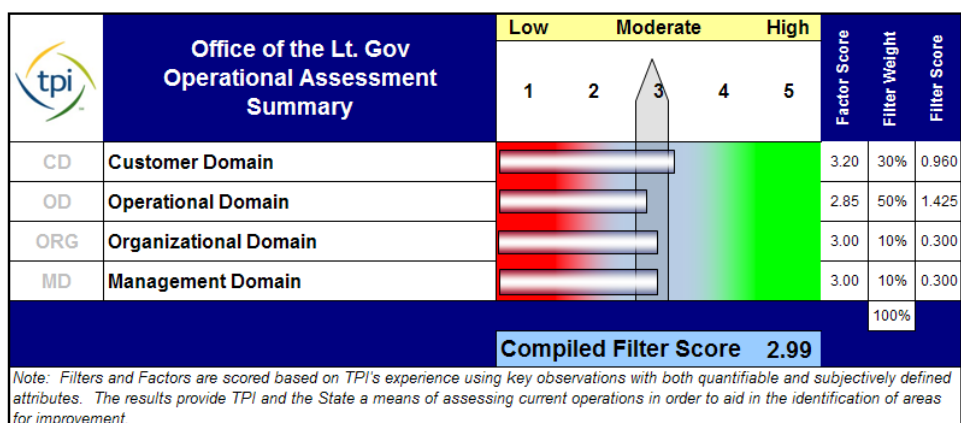 tpi
Office of the Lt. Gov
Operational Assessment
Summary
Low Moderate High
1 2 3 4 5
Factor Score
Filter Weight
Filter Score
CD Customer Domain 3.20 30% 0.960
OD Operational Domain 2.85 50% 1.425
ORG Organizational Domain 3.00 10% 0.300
MD Management Domain 3.00 10% 0.300
100%
Compiled Filter Score 2.99
Note: Filters and Factors are scored based on TPI's experience using key observations with both quantifiable and subjectively defined
attributes. The results provide TPI and the State a means of assessing current operations in order to aid in the identification of areas
for improvement.